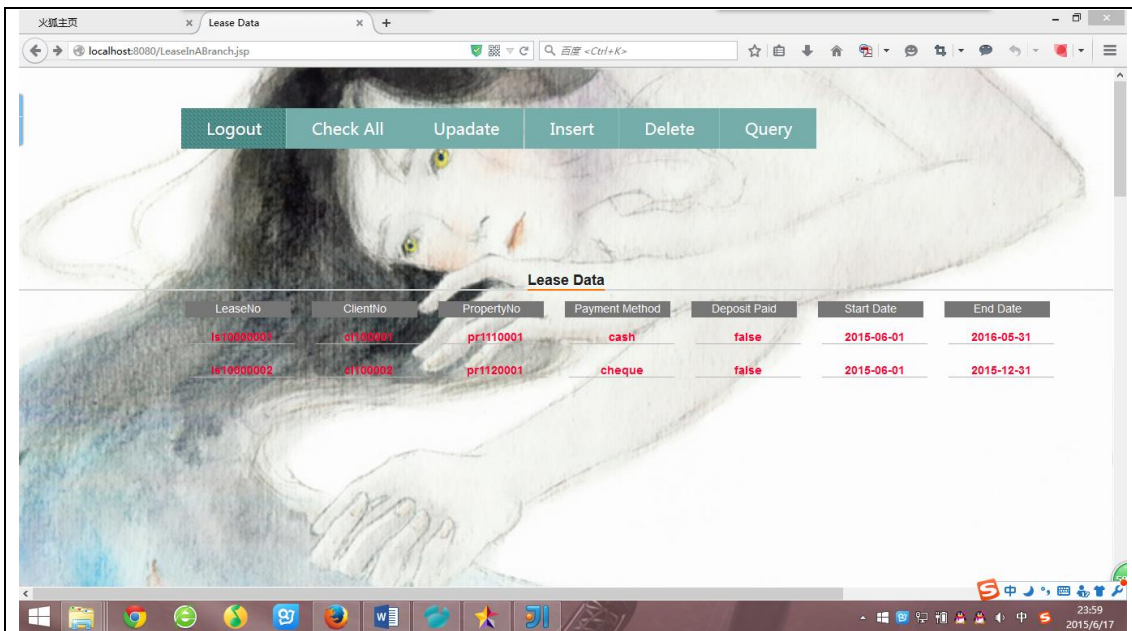 火狐主页 Lease Data
localhost:8080/LeaseInABranch.jsp 百度 <Ctrl+K>
Logout Check All Upadate Insert Delete Query
Lease Data
LeaseNo ClientNo PropertyNo Payment Method Deposit Paid Start Date End Date
ls10000001 cl100001 pr1110001 cash false 2015-06-01 2016-05-31
ls10000002 cl100002 pr1120001 cheque false 2015-06-01 2015-12-31
中
中 23:59
2015/6/17